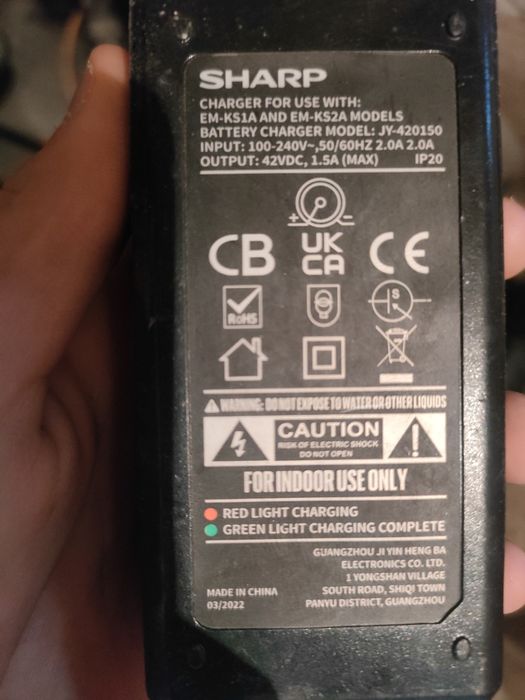 SHARP
CHARGER FOR USE WITH:
EM-KS1A AND EM-KS2A MODELS
BATTERY CHARGER MODEL: JY-420150
INPUT: 100-240V~,50/60HZ 2.0A 2.0A
OUTPUT: 42VDC, 1.5A (MAX) IP20
+ −
CB UK CA CE
RoHS S
WARNING: DO NOT EXPOSE TO WATER OR OTHER LIQUIDS
CAUTION
RISK OF ELECTRIC SHOCK
DO NOT OPEN
FOR INDOOR USE ONLY
RED LIGHT CHARGING
GREEN LIGHT CHARGING COMPLETE
GUANGZHOU JI YIN HENG BA
ELECTRONICS CO. LTD.
1 YONGSHAN VILLAGE
MADE IN CHINA SOUTH ROAD, SHIQI TOWN
03/2022 PANYU DISTRICT, GUANGZHOU